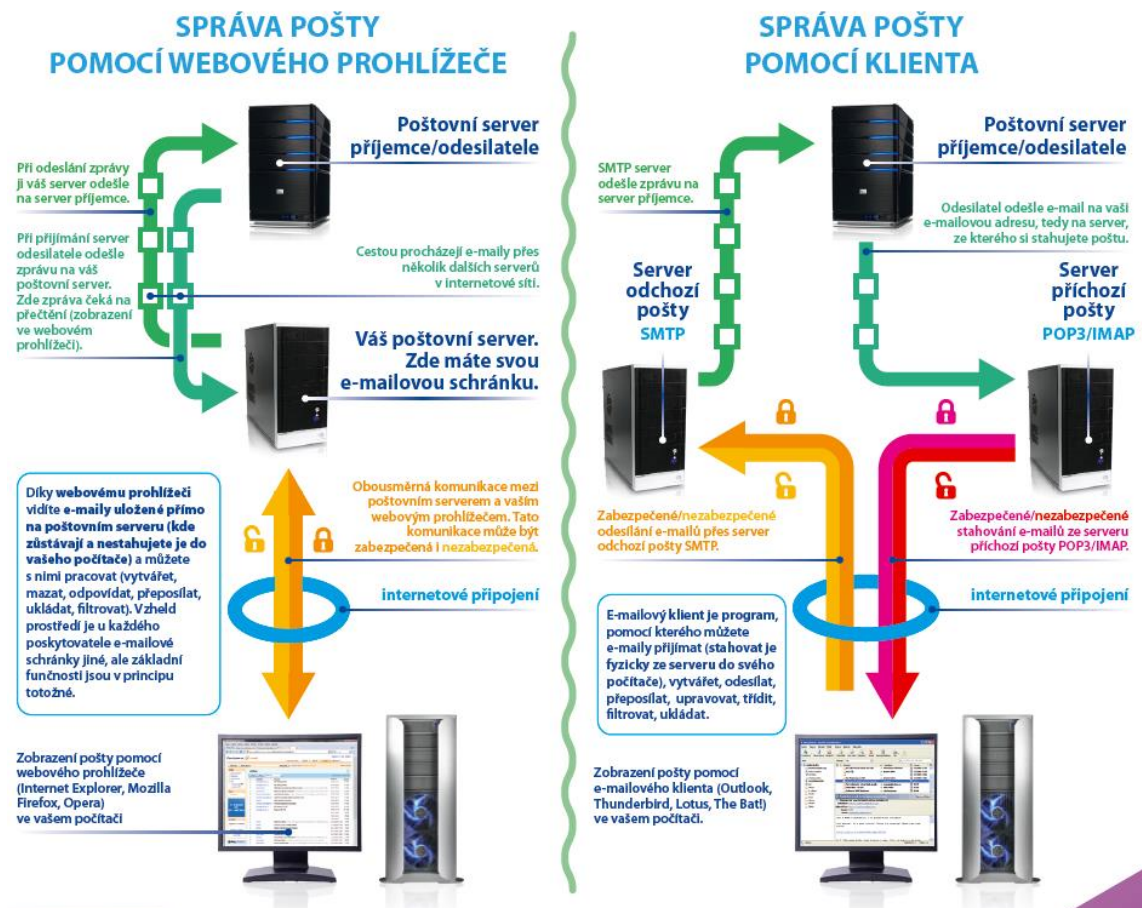 SPRÁVA POŠTY
POMOCÍ WEBOVÉHO PROHLÍŽEČE
Poštovní server
příjemce/odesilatele
Při odeslání zprávy
ji váš server odešle
na server příjemce.
Při přijímání server
odesilatele odešle
zprávu na váš
poštovní server.
Zde zpráva čeká na
přečtění (zobrazení
ve webovém
prohlížeči).
Cestou procházejí e-maily přes
několik dalších serverů
v internetové síti.
Váš poštovní server.
Zde máte svou
e-mailovou schránku.
Díky webovému prohlížeči
vidíte e-maily uložené přímo
na poštovním serveru (kde
zůstávají a nestahujete je do
vašeho počítače) a můžete
s nimi pracovat (vytvářet,
mazat, odpovídat, přeposílat,
ukládat, filtrovat). Vzheld
prostředí je u každého
poskytovatele e-mailové
schránky jiné, ale základní
funčnosti jsou v principu
totožné.
Obousměrná komunikace mezi
poštovním serverem a vaším
webovým prohlížečem. Tato
komunikace může být
zabezpečená i nezabezpečená.
internetové připojení
Zobrazení pošty pomocí
webového prohlížeče
(Internet Explorer, Mozilla
Firefox, Opera)
ve vašem počítači
SPRÁVA POŠTY
POMOCÍ KLIENTA
Poštovní server
příjemce/odesilatele
SMTP server
odešle zprávu na
server příjemce.
Odesilatel odešle e-mail na vaši
e-mailovou adresu, tedy na server,
ze kterého si stahujete poštu.
Server
odchozí
pošty
SMTP
Server
příchozí
pošty
POP3/IMAP
Zabezpečené/nezabezpečené
odesílání e-mailů přes server
odchozí pošty SMTP.
Zabezpečené/nezabezpečené
stahování e-mailů ze serveru
příchozí pošty POP3/IMAP.
internetové připojení
E-mailový klient je program,
pomocí kterého můžete
e-maily přijímat (stahovat je
fyzicky ze serveru do svého
počítače), vytvářet, odesílat,
přeposílat, upravovat, třídit,
filtrovat, ukládat.
Zobrazení pošty pomocí
e-mailového klienta (Outlook,
Thunderbird, Lotus, The Bat!)
ve vašem počítači.